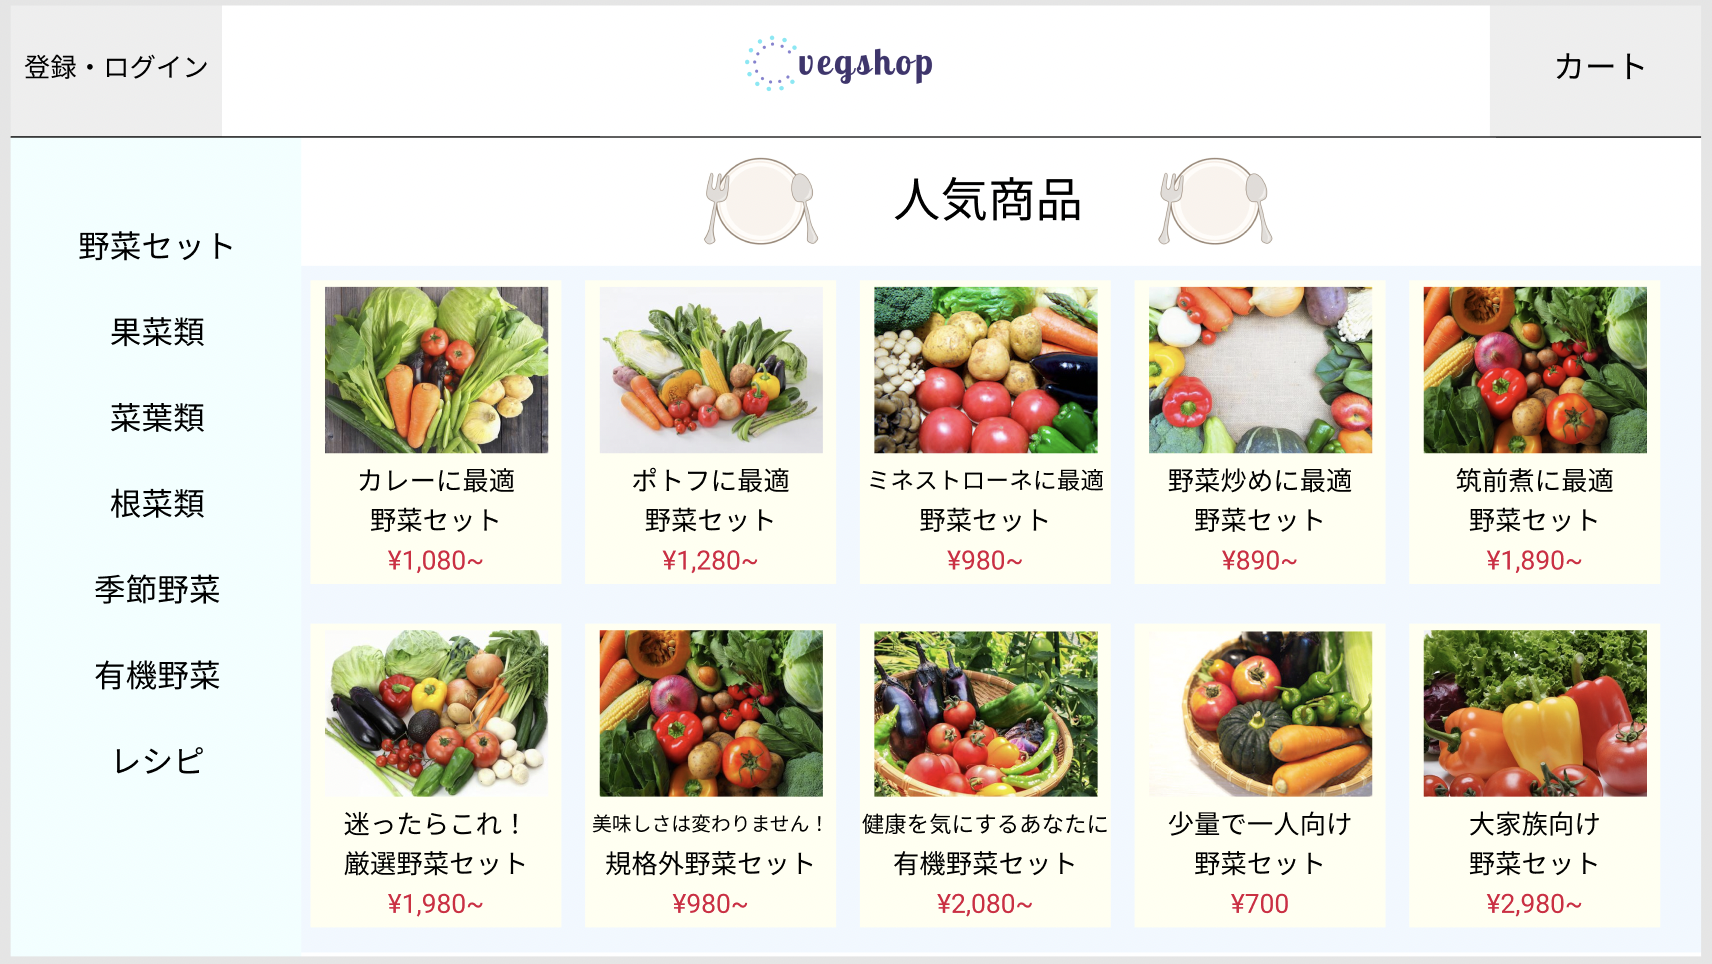 登録・ログイン
vegshop
カート
野菜セット
果菜類
菜葉類
根菜類
季節野菜
有機野菜
レシピ
人気商品
カレーに最適
野菜セット
¥1,080~
ポトフに最適
野菜セット
¥1,280~
ミネストローネに最適
野菜セット
¥980~
野菜炒めに最適
野菜セット
¥890~
筑前煮に最適
野菜セット
¥1,890~
迷ったらこれ！
厳選野菜セット
¥1,980~
美味しさは変わりません！
規格外野菜セット
¥980~
健康を気にするあなたに
有機野菜セット
¥2,080~
少量で一人向け
野菜セット
¥700
大家族向け
野菜セット
¥2,980~